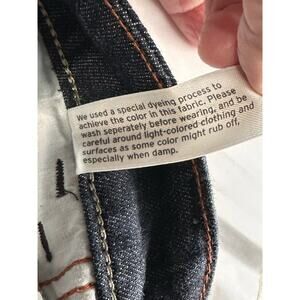 We used a special dyeing process to
achieve the color in this fabric. Please
wash seperately before wearing, and be
careful around light-colored clothing and
surfaces as some color might rub off,
especially when damp.